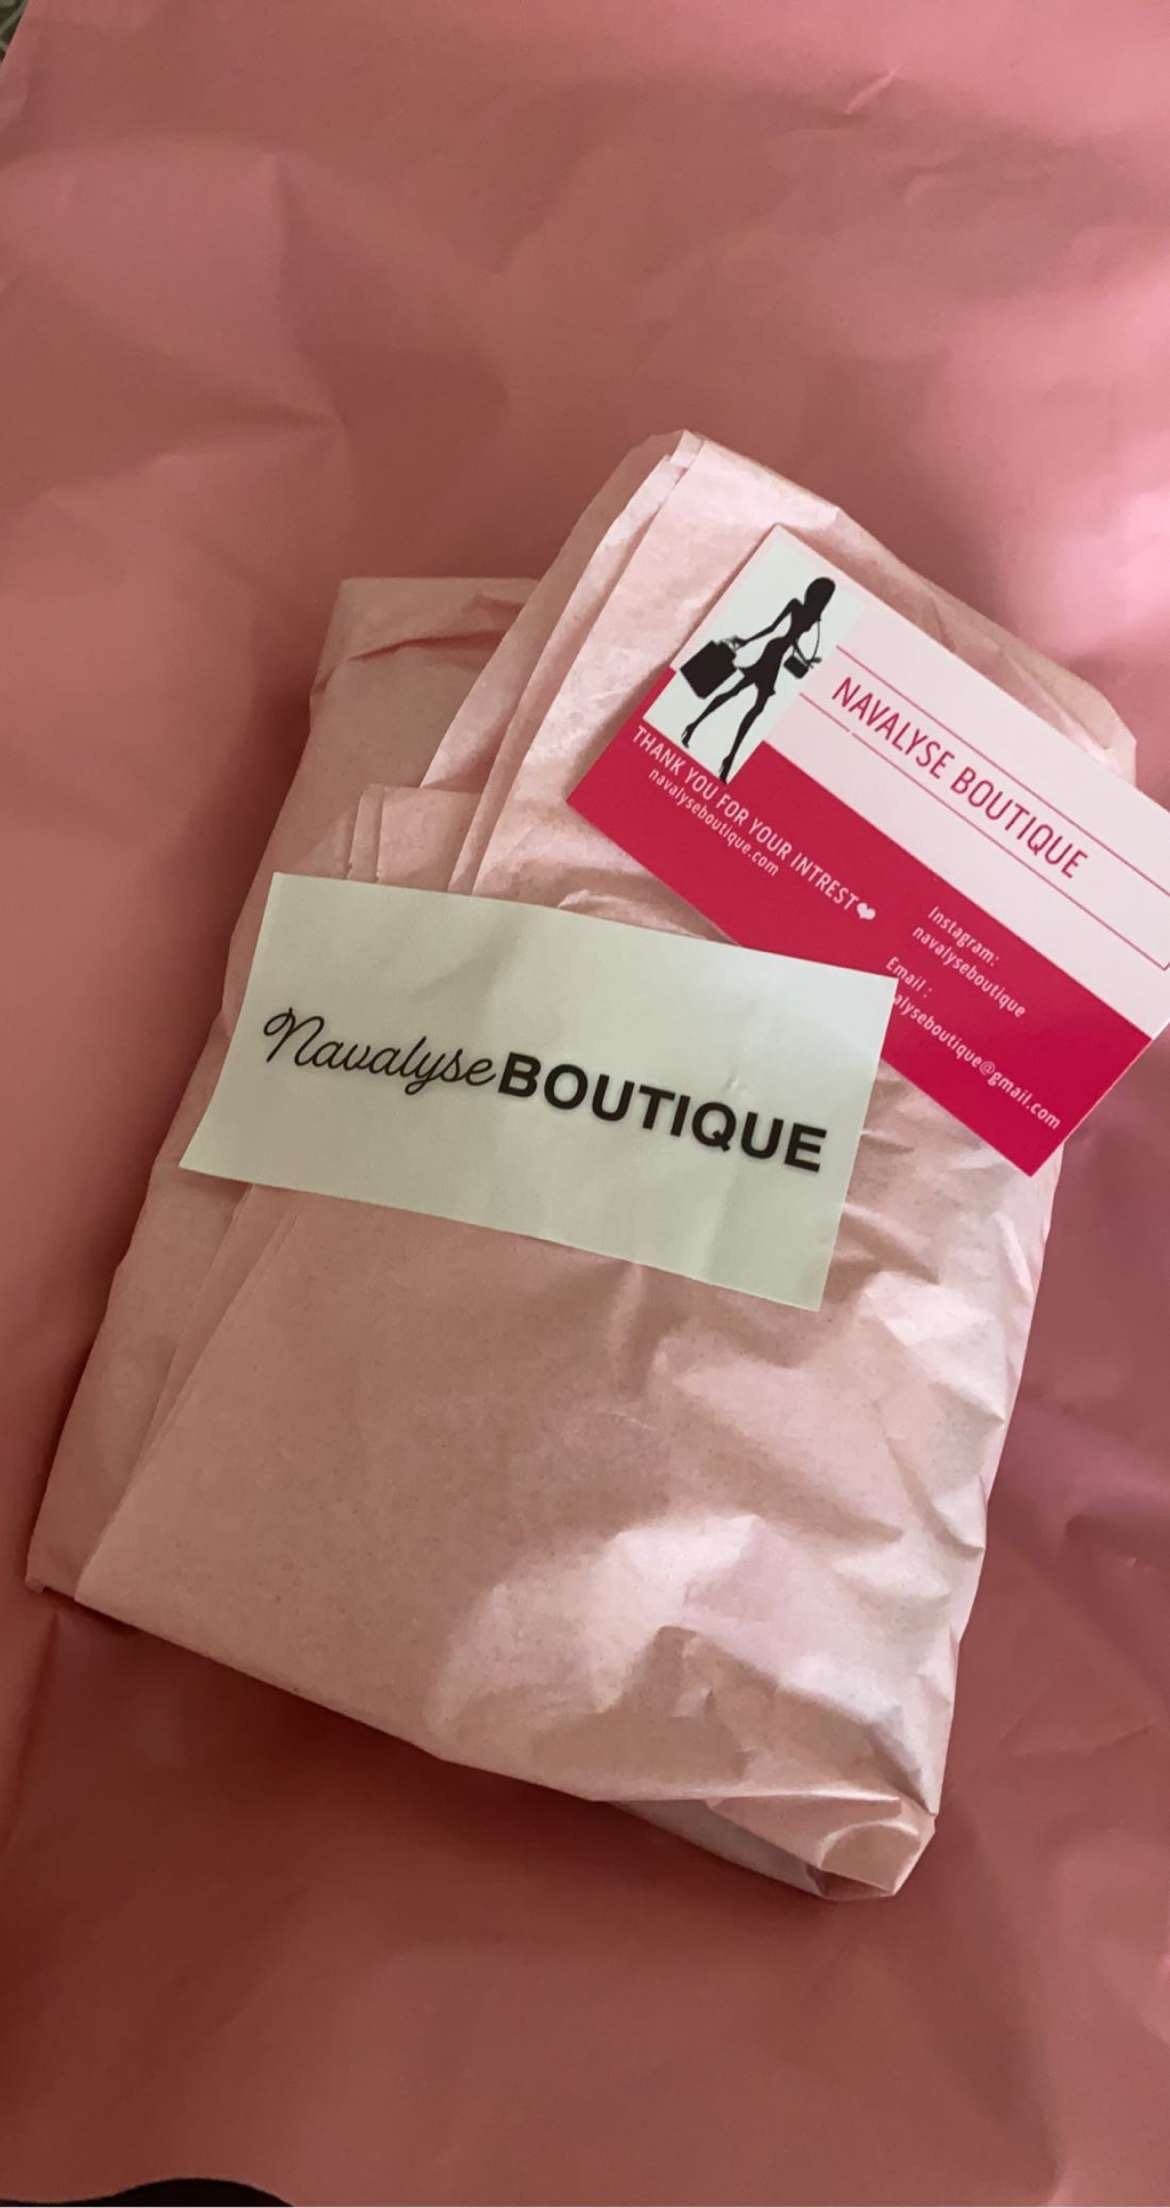 NAVALYSE BOUTIQUE
THANK YOU FOR YOUR INTREST❤
navalyseboutique.com
Instagram:
navalyseboutique
Email :
alyseboutique@gmail.com
Navalyse BOUTIQUE